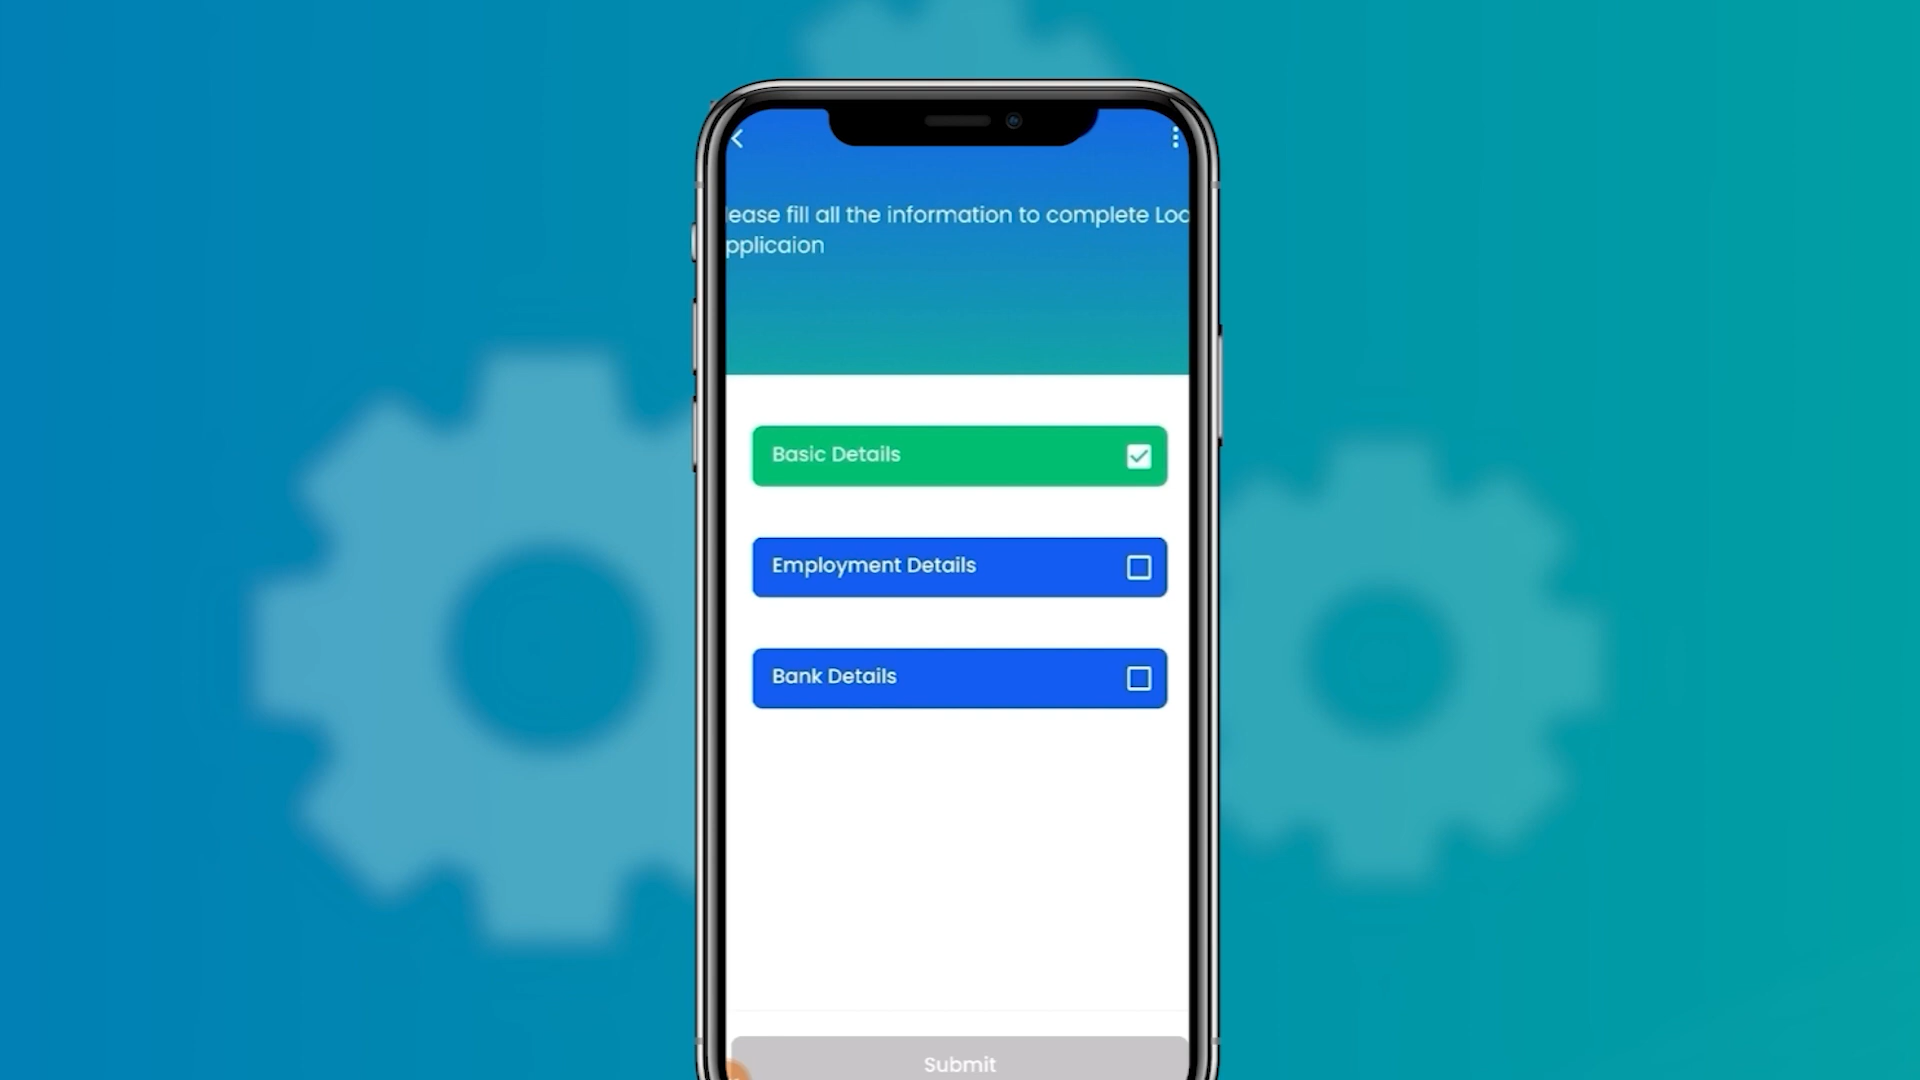 lease fill all the information to complete Loa
pplicaion
Basic Details
Employment Details
Bank Details
Submit